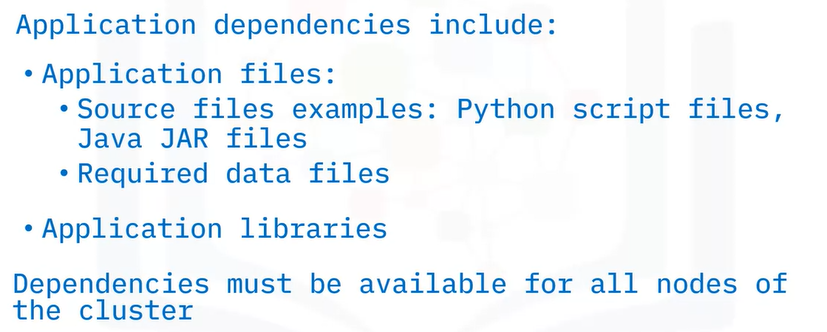 Application dependencies include:
• Application files:
• Source files examples: Python script files,
Java JAR files
• Required data files
• Application libraries
Dependencies must be available for all nodes of
the cluster